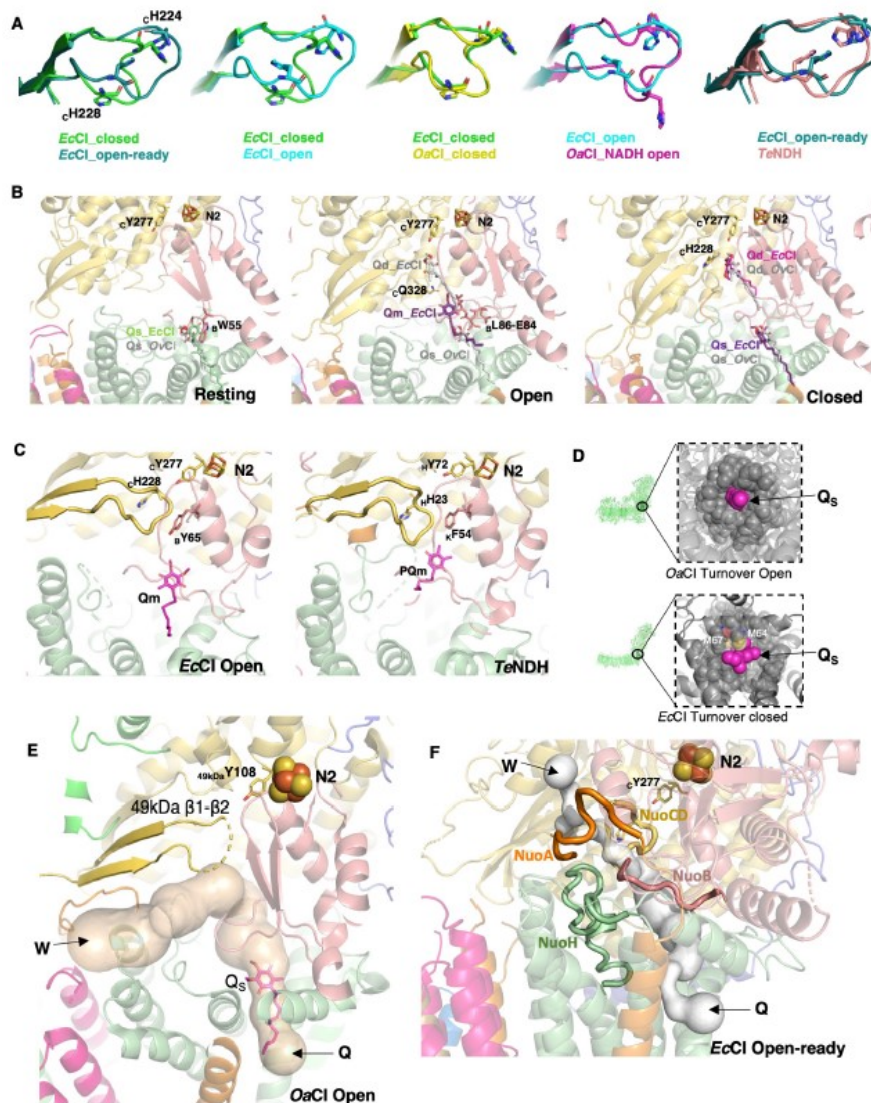 A
CH224
CH228
EcCI_closed
EcCI_open-ready
EcCI_closed
EcCI_open
EcCI_closed
OaCI_closed
EcCI_open
OaCI_NADH open
EcCI_open-ready
TeNDH
B
CY277
N2
Qs_EcCI
Qs_OvCI
BW55
Resting
CY277
N2
Qd_EcCI
CQ328
Qm_EcCI
BL86-E84
Qs_OvCI
Open
CY277
N2
CH228
Qd_EcCI
Qd_OvCI
Qs_EcCI
Qs_OvCI
Closed
C
CY277
N2
CH228
BY65
Qm
EcCI Open
HY72
N2
HH23
KF54
PQm
TeNDH
D
QS
OaCI Turnover Open
M67
M64
QS
EcCI Turnover closed
E
49kDaY108
N2
49kDa β1-β2
W
QS
Q
OaCI Open
F
W
N2
CY277
NuoCD
NuoA
NuoB
NuoH
Q
EcCI Open-ready